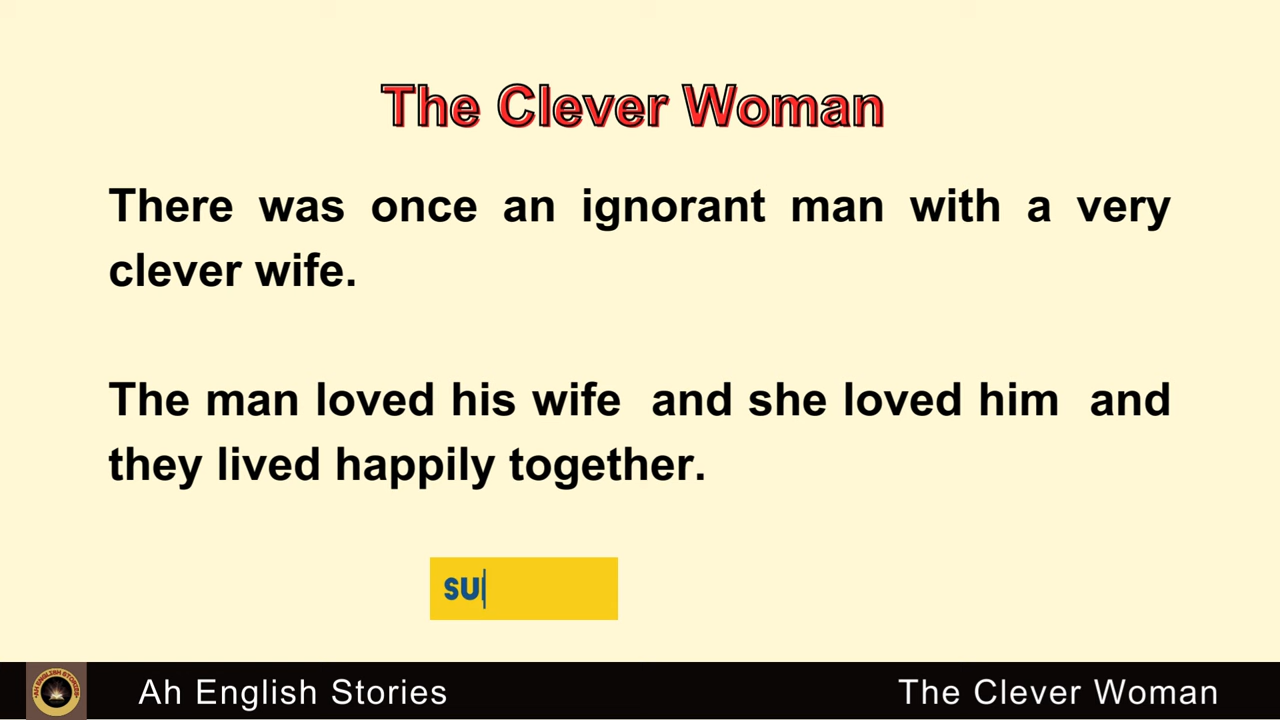 The Clever Woman
There was once an ignorant man with a very
clever wife.
The man loved his wife and she loved him and
they lived happily together.
su
Ah English Stories
The Clever Woman